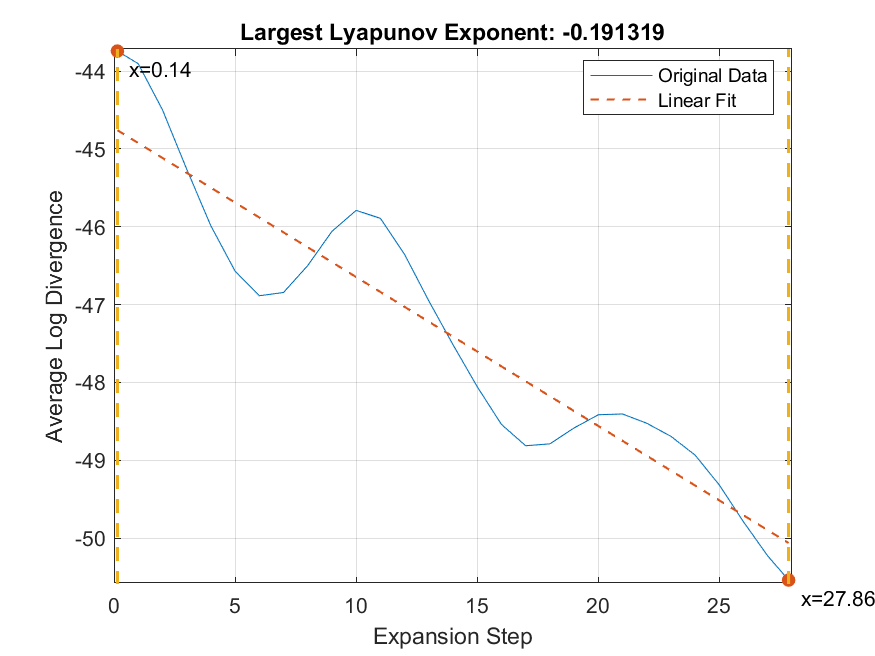 Largest Lyapunov Exponent: -0.191319
x=0.14
Original Data
Linear Fit
-44
-45
-46
-47
-48
-49
-50
Average Log Divergence
x=27.86
0 5 10 15 20 25
Expansion Step